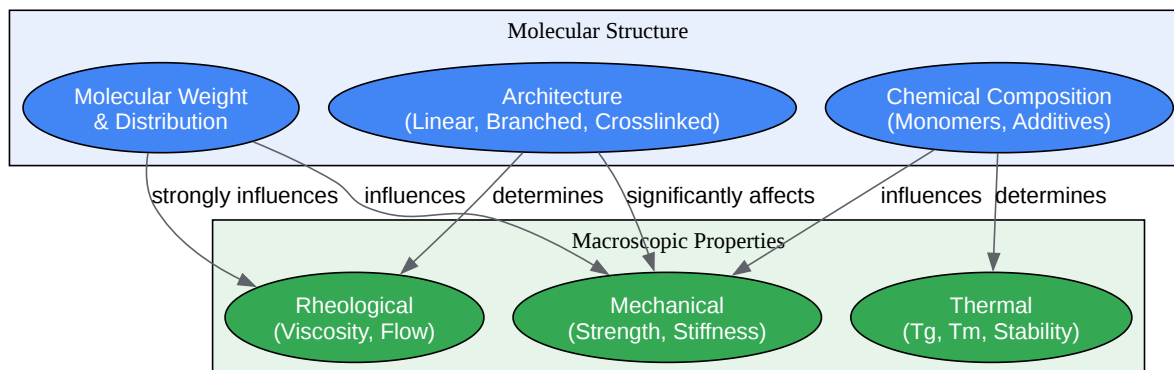 Molecular Structure
Molecular Weight
& Distribution
Architecture
(Linear, Branched, Crosslinked)
Chemical Composition
(Monomers, Additives)
strongly influences
influences
determines
significantly affects
influences
determines
Macroscopic Properties
Rheological
(Viscosity, Flow)
Mechanical
(Strength, Stiffness)
Thermal
(Tg, Tm, Stability)